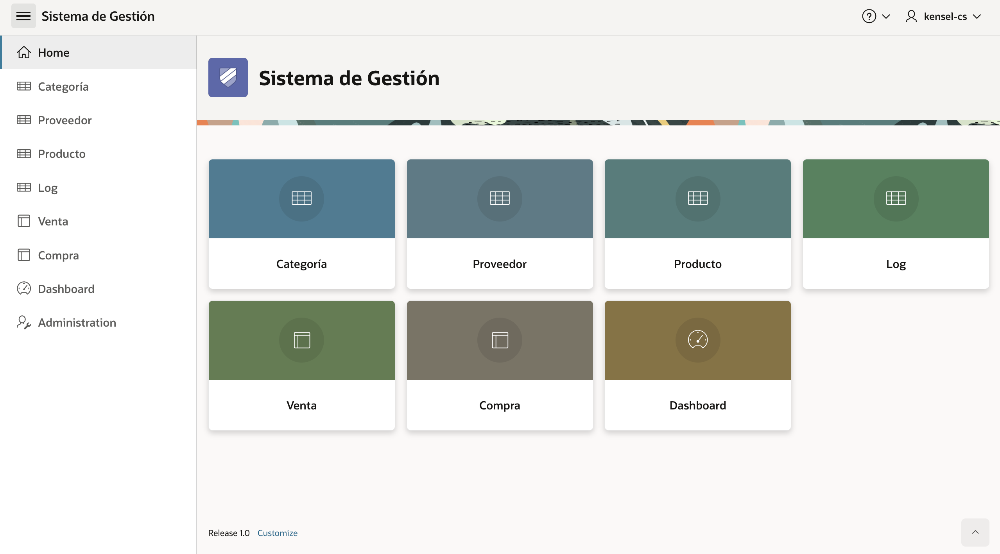 Sistema de Gestión
kensel-cs
Home
Categoría
Proveedor
Producto
Log
Venta
Compra
Dashboard
Administration
Sistema de Gestión
Categoría
Proveedor
Producto
Log
Venta
Compra
Dashboard
Release 1.0 Customize